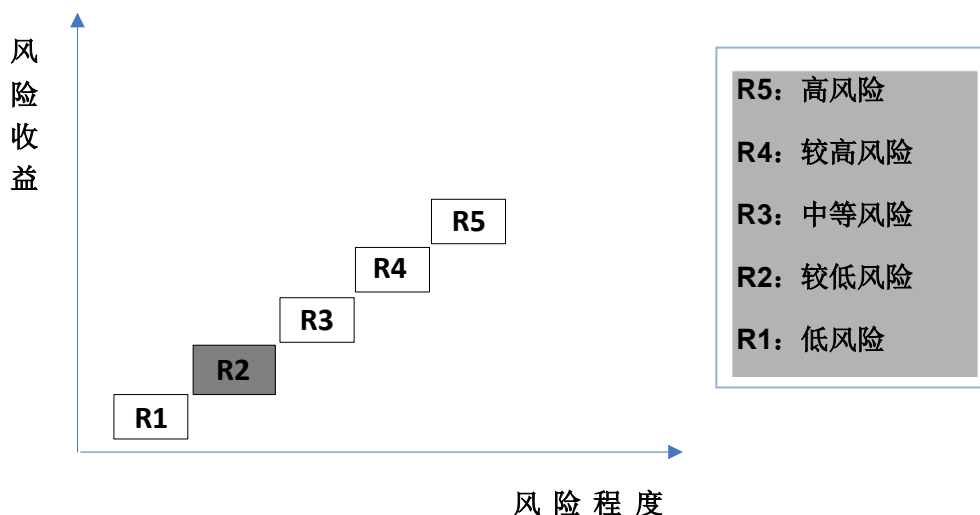 风险收益
R5：高风险
R4：较高风险
R3：中等风险
R2：较低风险
R1：低风险
R5
R4
R3
R2
R1
风 险 程 度